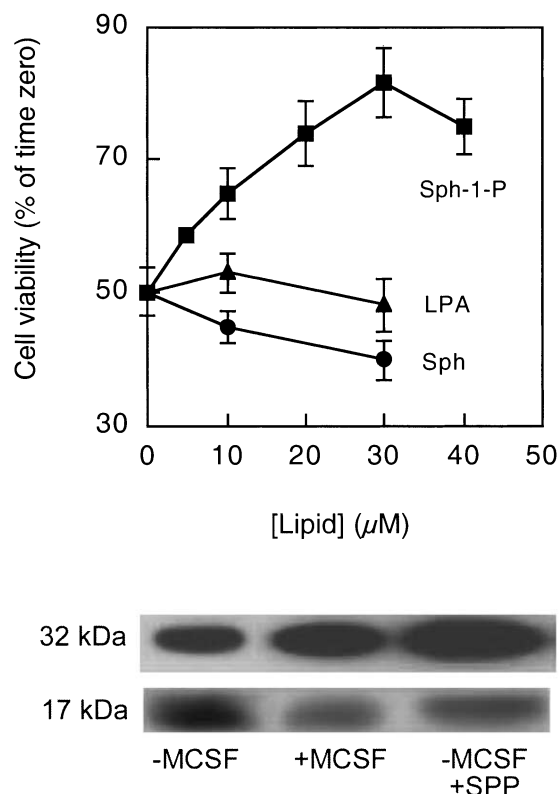 Cell viability (% of time zero)
90
70
50
30
Sph-1-P
LPA
Sph
0 10 20 30 40 50
[Lipid] (µM)
32 kDa
17 kDa
-MCSF +MCSF -MCSF
+SPP